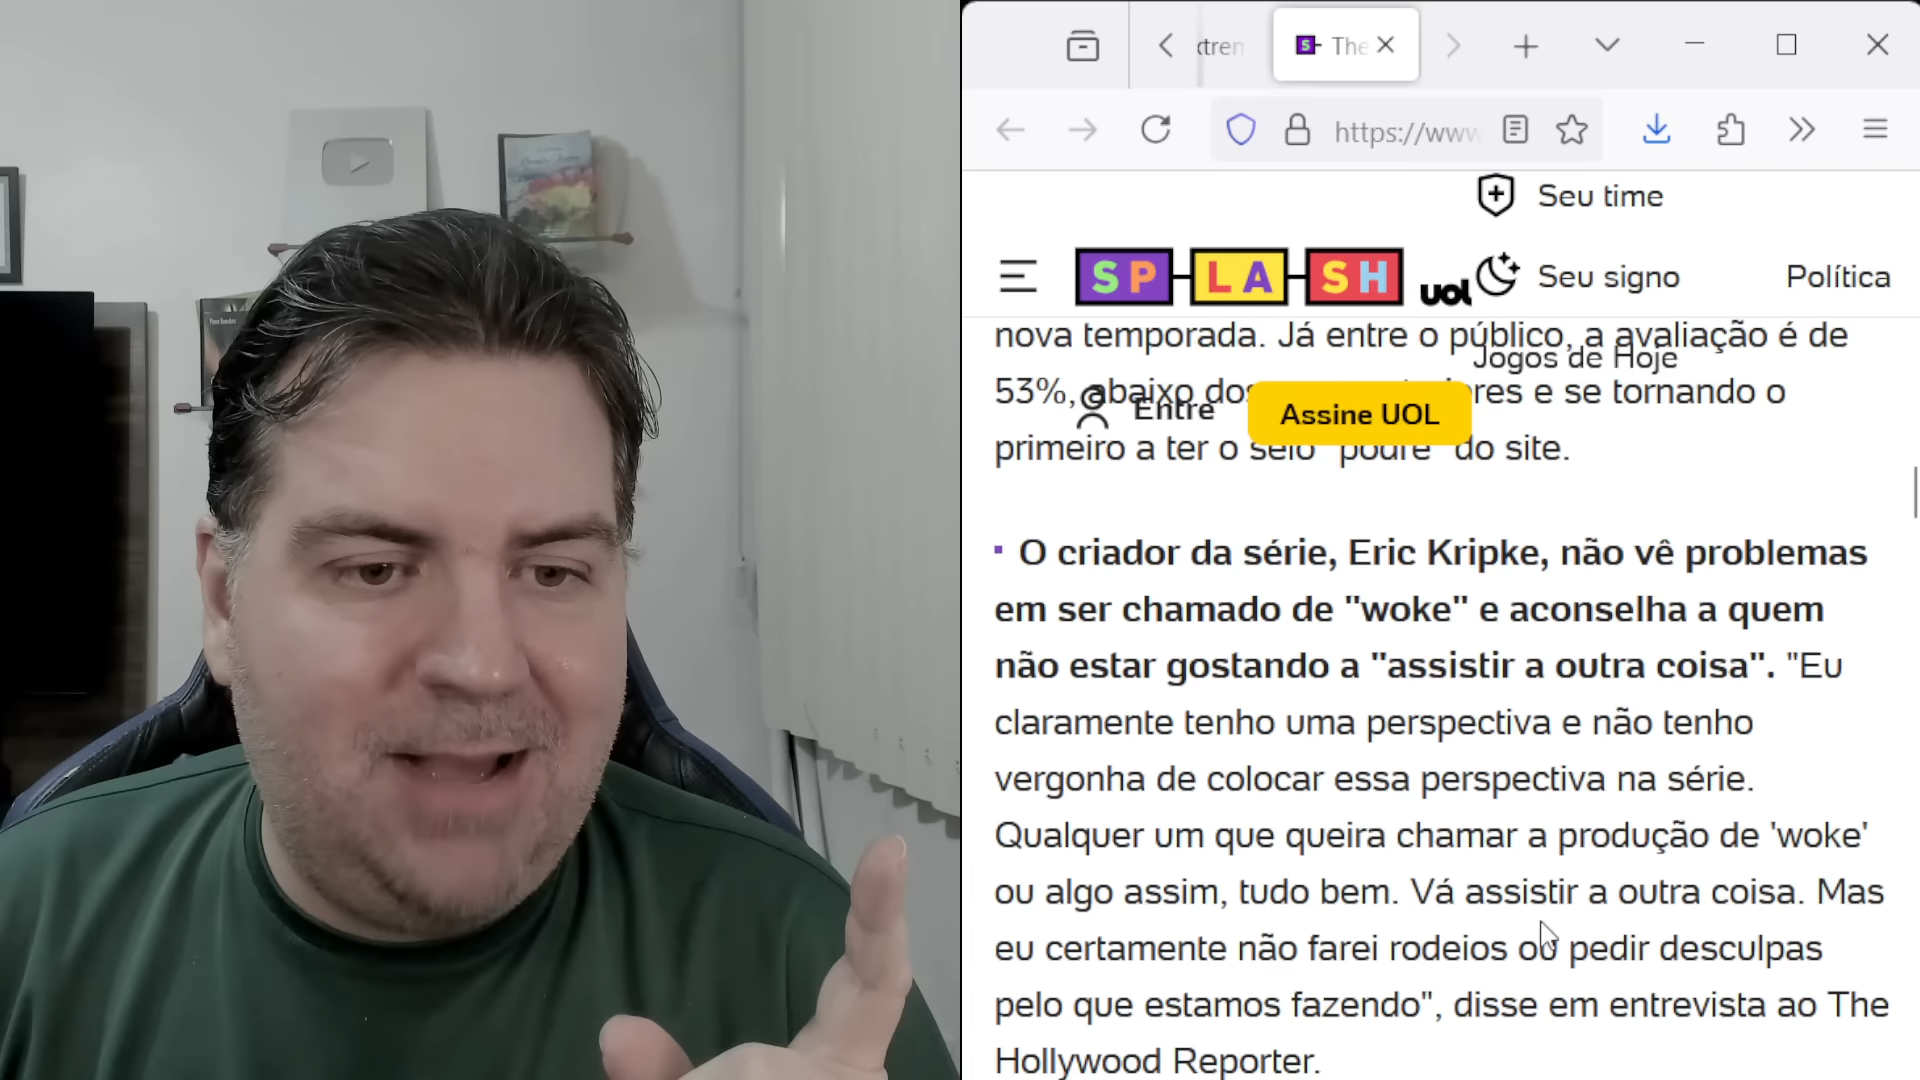 xtrem
The
https://www
Seu time
SPLASH
uol
Seu signo
Política
nova temporada. Já entre o público, a avaliação é de
Jogos de Hoje
53%, abaixo dos
res e se tornando o
Entre
Assine UOL
primeiro a ter o selo "podre" do site.
O criador da série, Eric Kripke, não vê problemas
em ser chamado de "woke" e aconselha a quem
não estar gostando a "assistir a outra coisa". "Eu
claramente tenho uma perspectiva e não tenho
vergonha de colocar essa perspectiva na série.
Qualquer um que queira chamar a produção de 'woke'
ou algo assim, tudo bem. Vá assistir a outra coisa. Mas
eu certamente não farei rodeios ou pedir desculpas
pelo que estamos fazendo", disse em entrevista ao The
Hollywood Reporter.